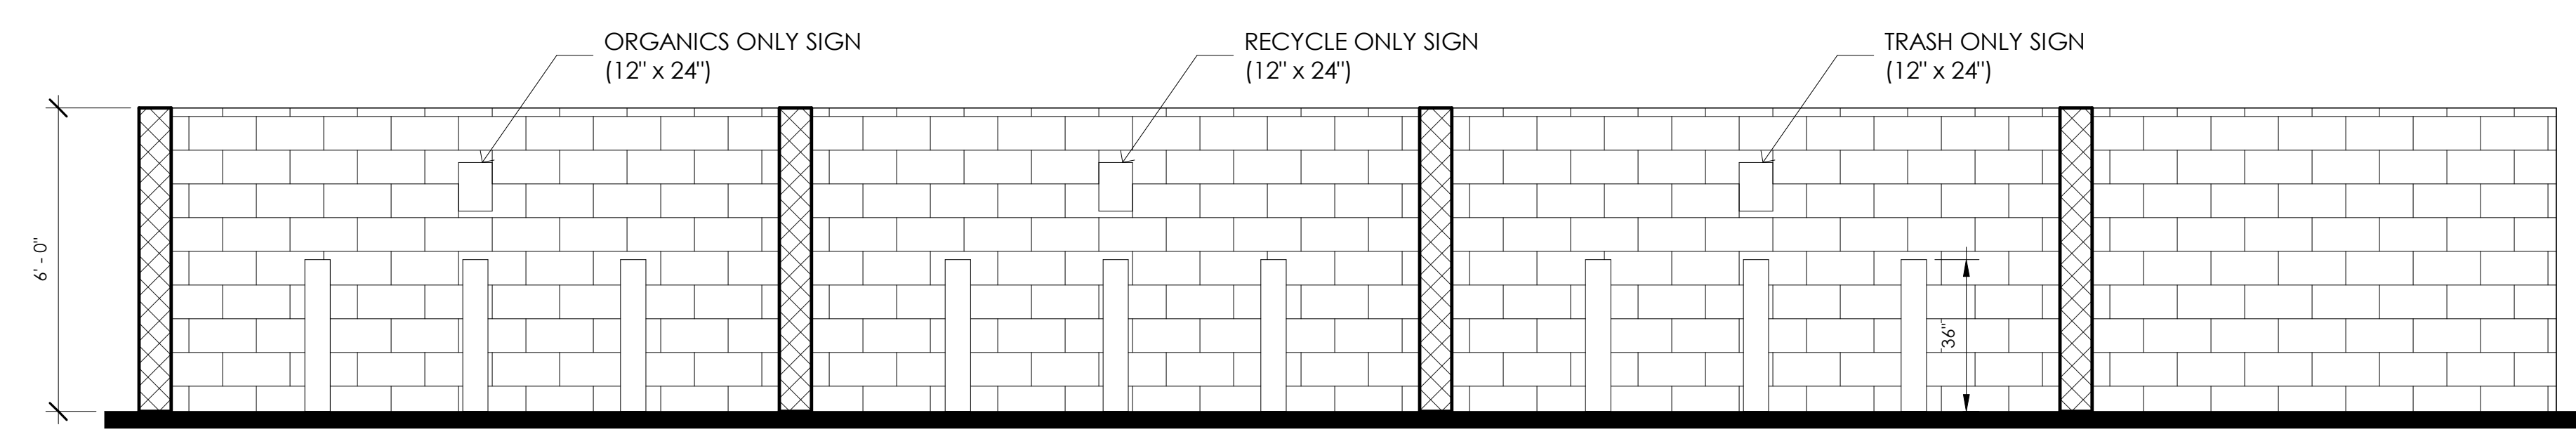 ORGANICS ONLY SIGN
(12" x 24")
RECYCLE ONLY SIGN
(12" x 24")
TRASH ONLY SIGN
(12" x 24")
6' - 0"
36"